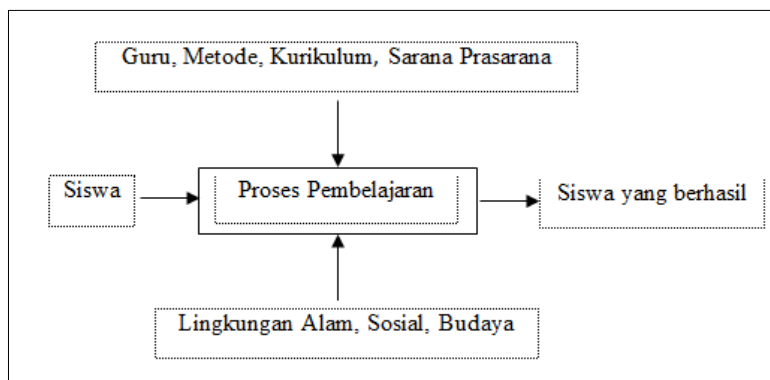 Guru, Metode, Kurikulum, Sarana Prasarana
Siswa
Proses Pembelajaran
Siswa yang berhasil
Lingkungan Alam, Sosial, Budaya